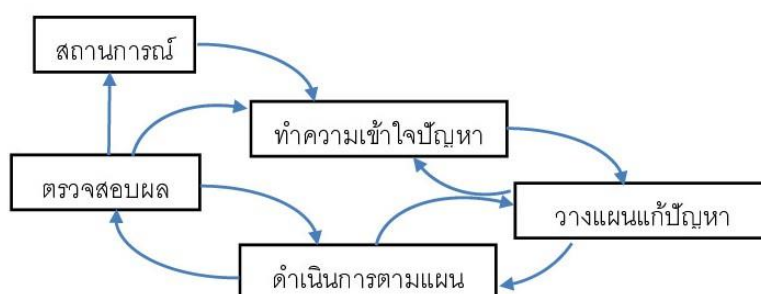 สถานการณ์
ทำความเข้าใจปัญหา
ตรวจสอบผล
วางแผนแก้ปัญหา
ดำเนินการตามแผน